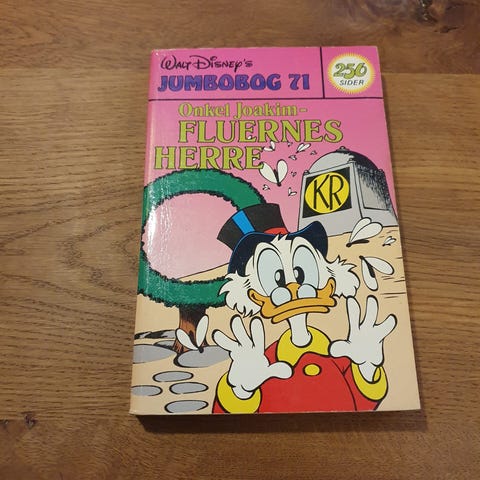 WALT DISNEY'S
JUMBOBOG 71
256
SIDER
Onkel Joakim-
FLUERNES
HERRE
KR